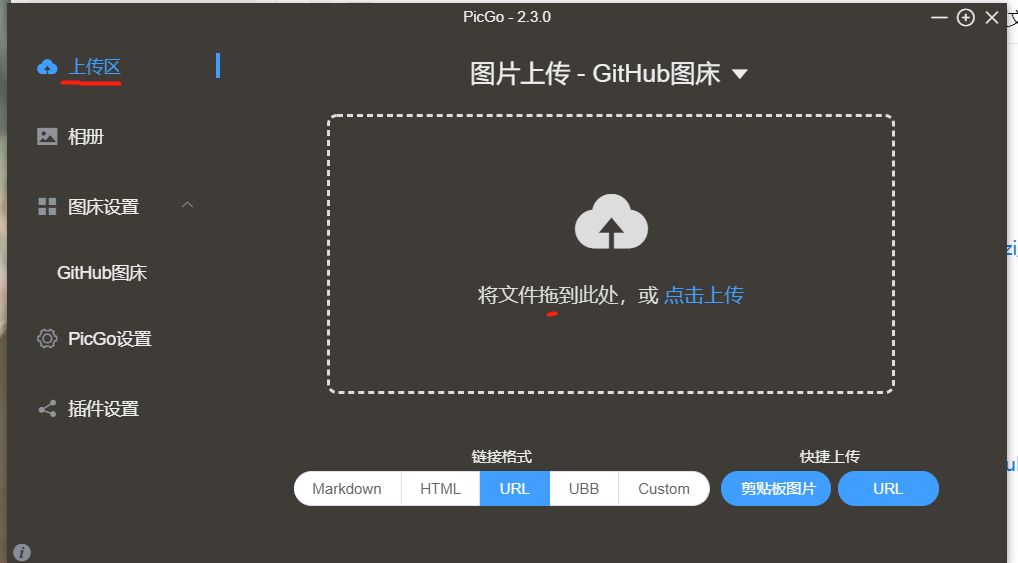 PicGo - 2.3.0
上传区
相册
图床设置
GitHub图床
PicGo设置
插件设置
图片上传 - GitHub图床
将文件拖到此处，或 点击上传
链接格式
快捷上传
Markdown HTML URL UBB Custom
剪贴板图片 URL